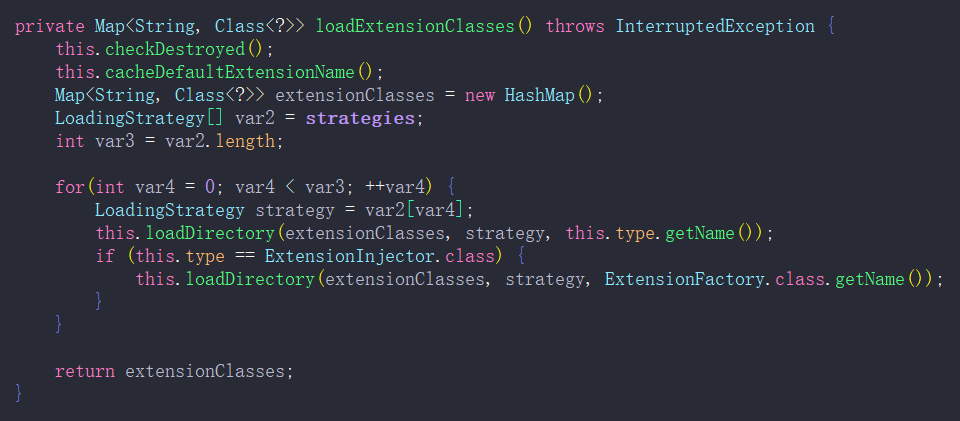 private Map<String, Class<?>> loadExtensionClasses() throws InterruptedException {
    this.checkDestroyed();
    this.cacheDefaultExtensionName();
    Map<String, Class<?>> extensionClasses = new HashMap();
    LoadingStrategy[] var2 = strategies;
    int var3 = var2.length;

    for(int var4 = 0; var4 < var3; ++var4) {
        LoadingStrategy strategy = var2[var4];
        this.loadDirectory(extensionClasses, strategy, this.type.getName());
        if (this.type == ExtensionInjector.class) {
            this.loadDirectory(extensionClasses, strategy, ExtensionFactory.class.getName());
        }
    }

    return extensionClasses;
}